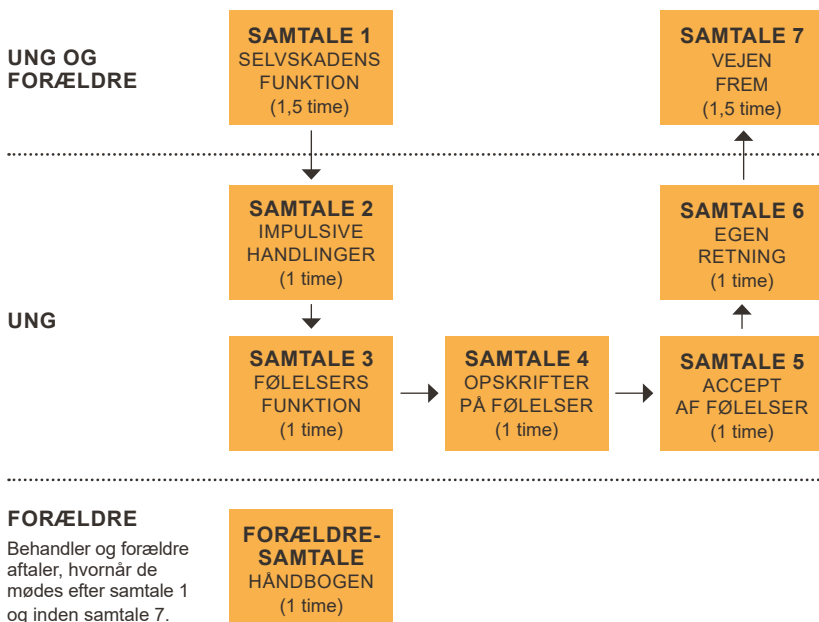 UNG OG
FORÆLDRE
SAMTALE 1
SELVSKADENS
FUNKTION
(1,5 time)
SAMTALE 7
VEJEN
FREM
(1,5 time)
UNG
SAMTALE 2
IMPULSIVE
HANDLINGER
(1 time)
SAMTALE 3
FØLELSERS
FUNKTION
(1 time)
SAMTALE 4
OPSKRIFTER
PÅ FØLELSER
(1 time)
SAMTALE 5
ACCEPT
AF FØLELSER
(1 time)
SAMTALE 6
EGEN
RETNING
(1 time)
FORÆLDRE
Behandler og forældre
aftaler, hvornår de
mødes efter samtale 1
og inden samtale 7.
FORÆLDRE-
SAMTALE
HÅNDBOGEN
(1 time)